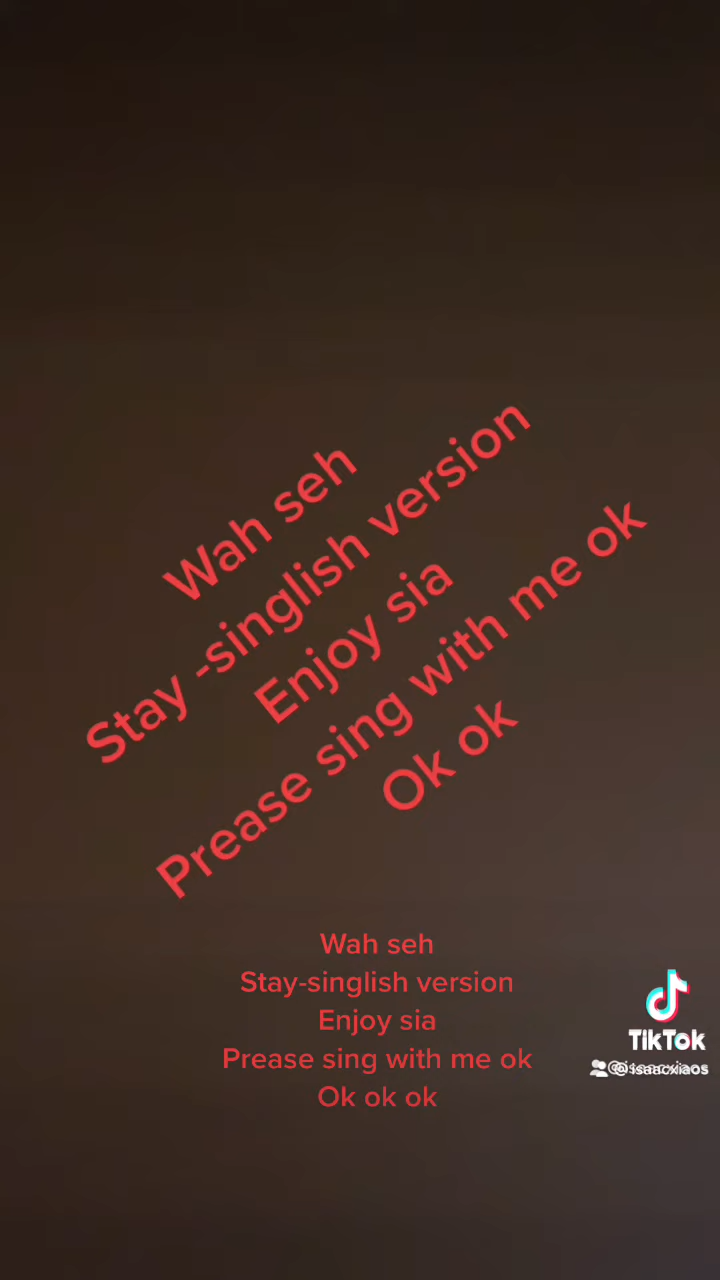 Wah seh
Stay -singlish version
Enjoy sia
Prease sing with me ok
Ok ok
Wah seh
Stay-singlish version
Enjoy sia
Prease sing with me ok
Ok ok ok
TikTok
@isaacxiaos